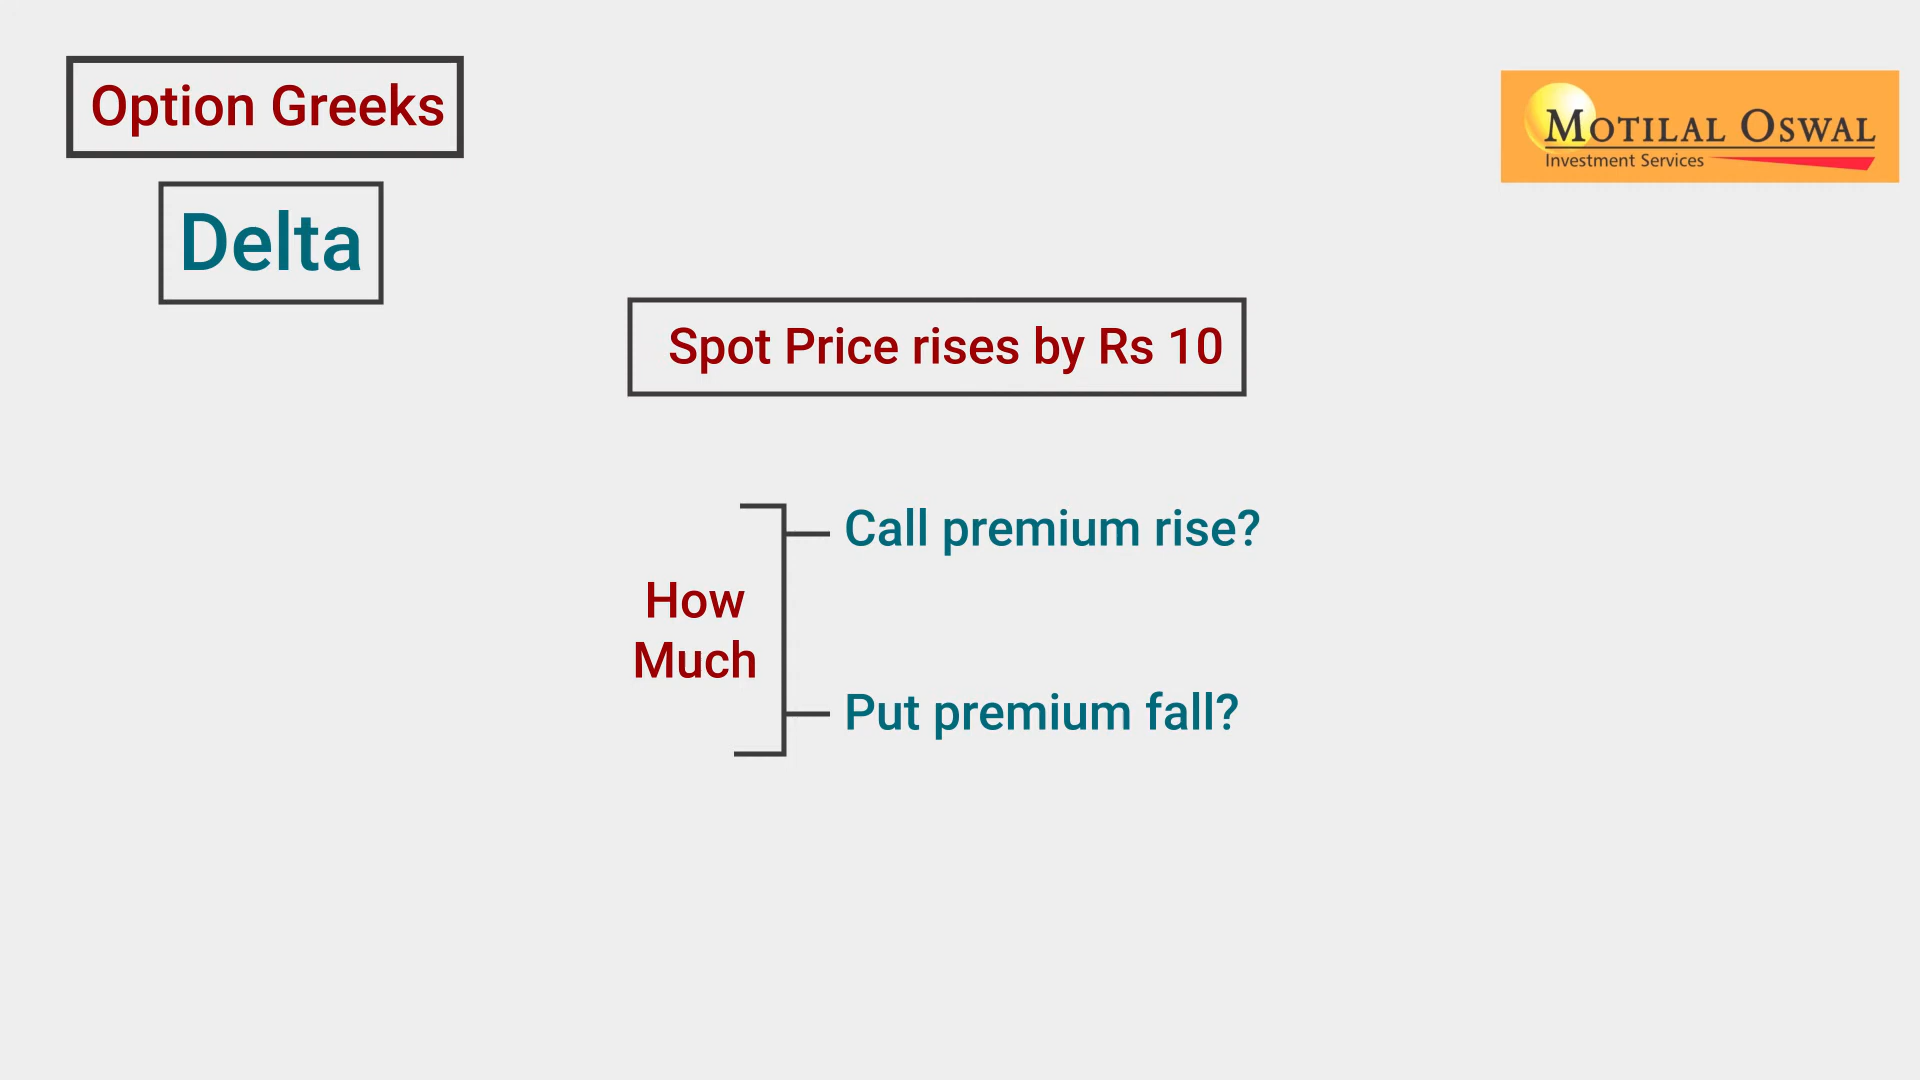 Option Greeks
Delta
MOTILAL OSWAL
Investment Services
Spot Price rises by Rs 10
Call premium rise?
How
Much
Put premium fall?